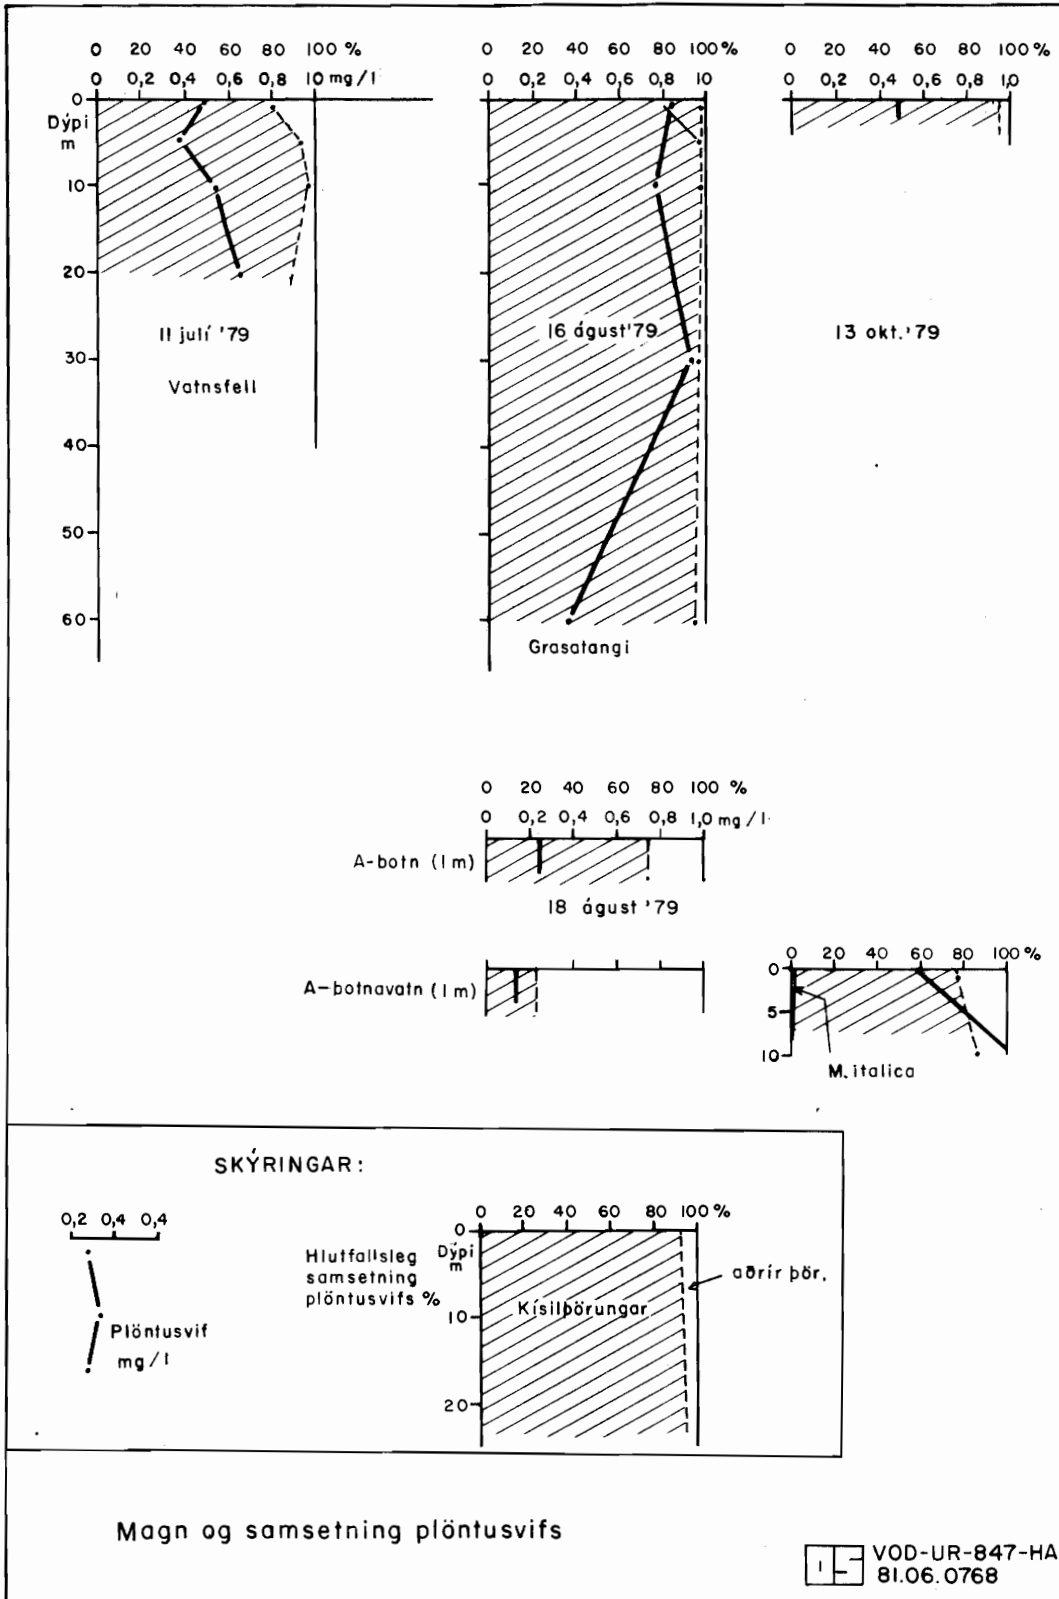 0 20 40 60 80 100 %
0 0,2 0,4 0,6 0,8 10 mg/l
0
Dýpi
m
10
20
30
40
50
60
11 julí '79
Vatnsfell
0 20 40 60 80 100%
0 0,2 0,4 0,6 0,8 10
16 águst '79
Grasatangi
0 20 40 60 80 100%
0 0,2 0,4 0,6 0,8 1,0
13 okt. '79
0 20 40 60 80 100 %
0 0,2 0,4 0,6 0,8 1,0 mg/l
A-botn (1m)
18 águst '79
A-botnavatn (1m)
0 20 40 60 80 100%
0
5
10
M. italica
SKÝRINGAR:
0,2 0,4 0,4
Plöntusvif
mg/l
Hlutfallsleg
samsetning
plöntusvifs %
0 20 40 60 80 100%
0
Dýpi
m
10
20
Kísilþörungar
aðrír þör.
Magn og samsetning plöntusvifs
OS
VOD-UR-847-HA
81.06.0768